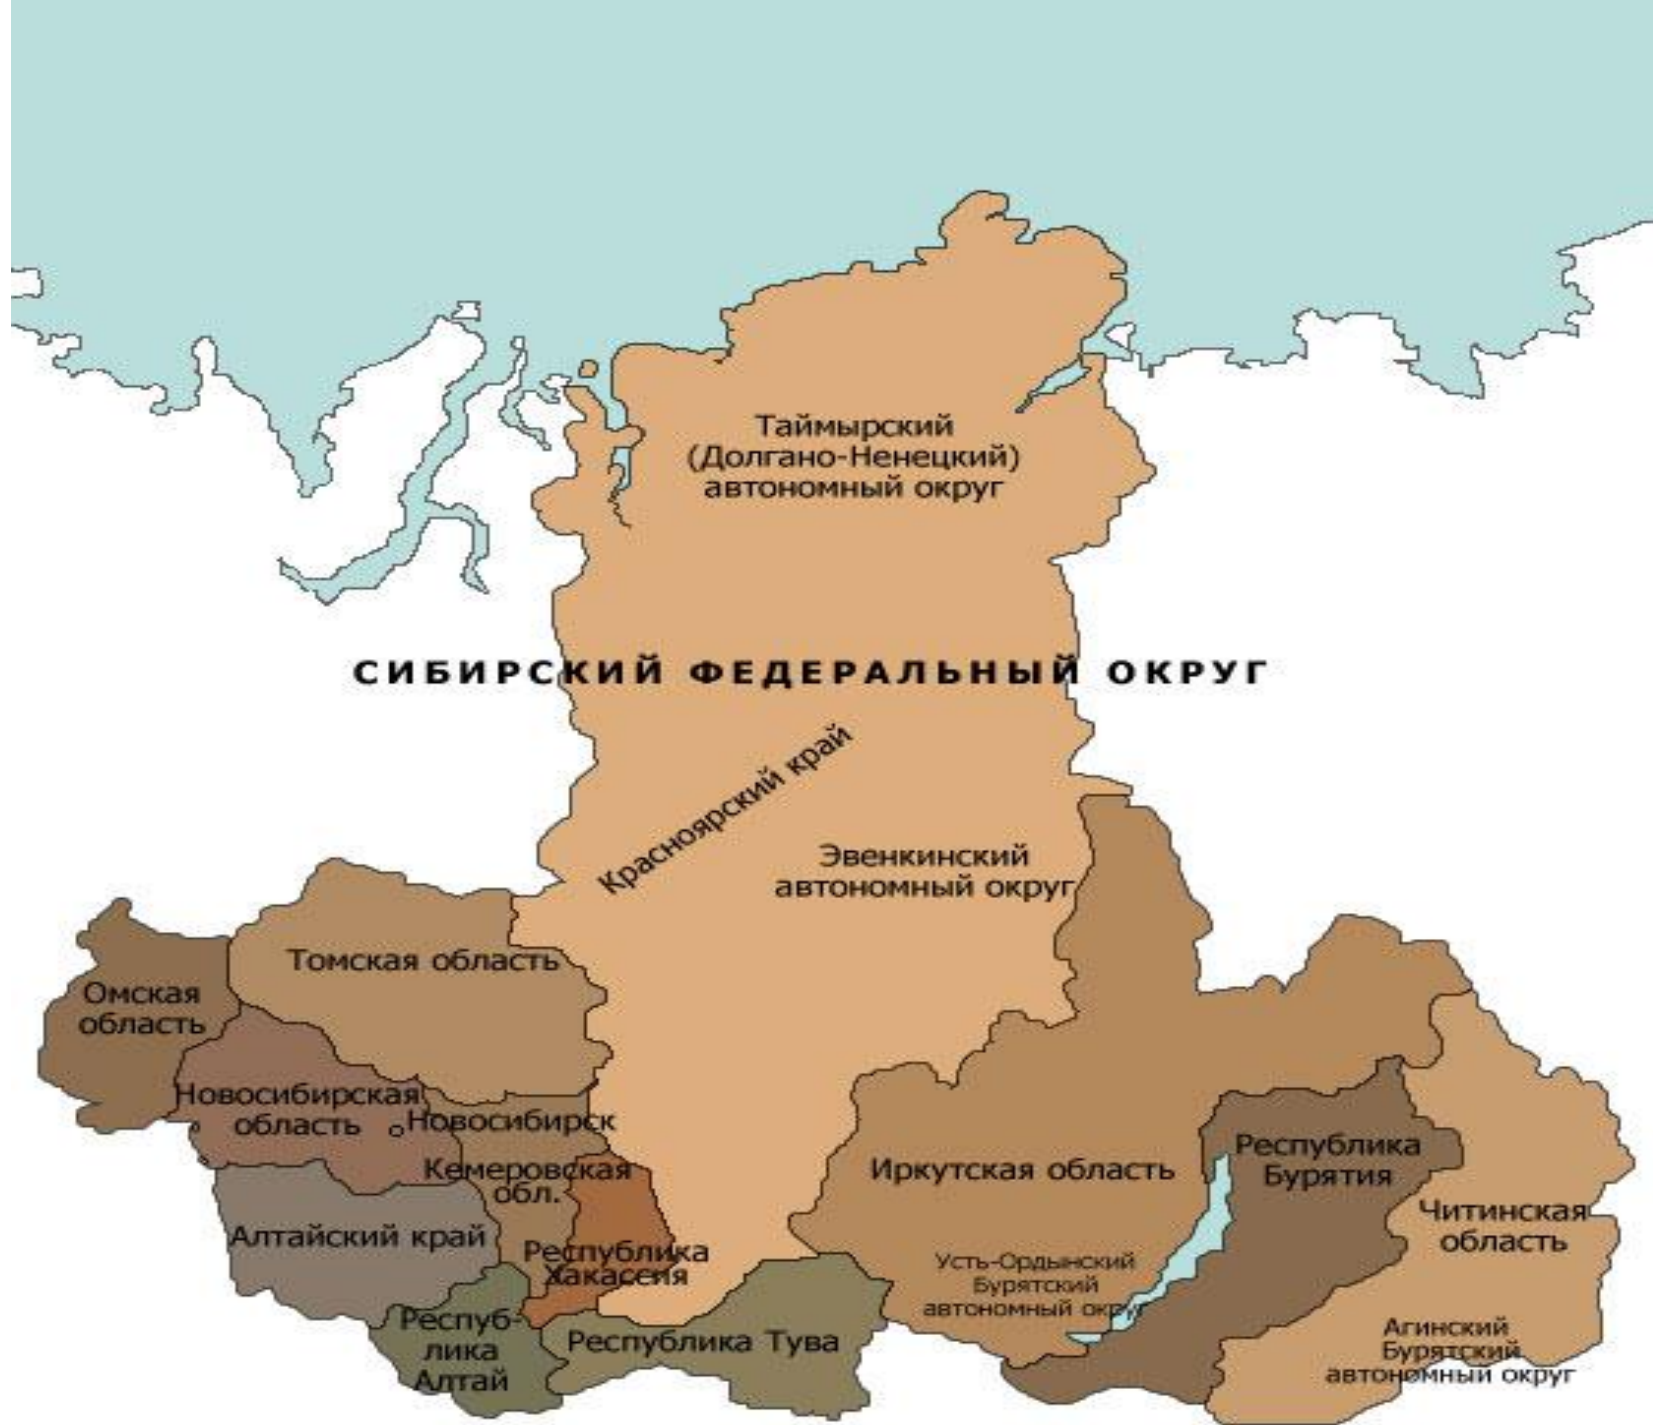 Таймырский
(Долгано-Ненецкий)
автономный округ
СИБИРСКИЙ ФЕДЕРАЛЬНЫЙ ОКРУГ
Красноярский край
Эвенкинский
автономный округ
Томская область
Омская
область
Новосибирская
область
Новосибирск
Кемеровская
обл.
Алтайский край
Республика
Хакассия
Респуб-
лика
Алтай
Республика Тува
Иркутская область
Усть-Ордынский
Бурятский
автономный округ
Республика
Бурятия
Читинская
область
Агинский
Бурятский
автономный округ